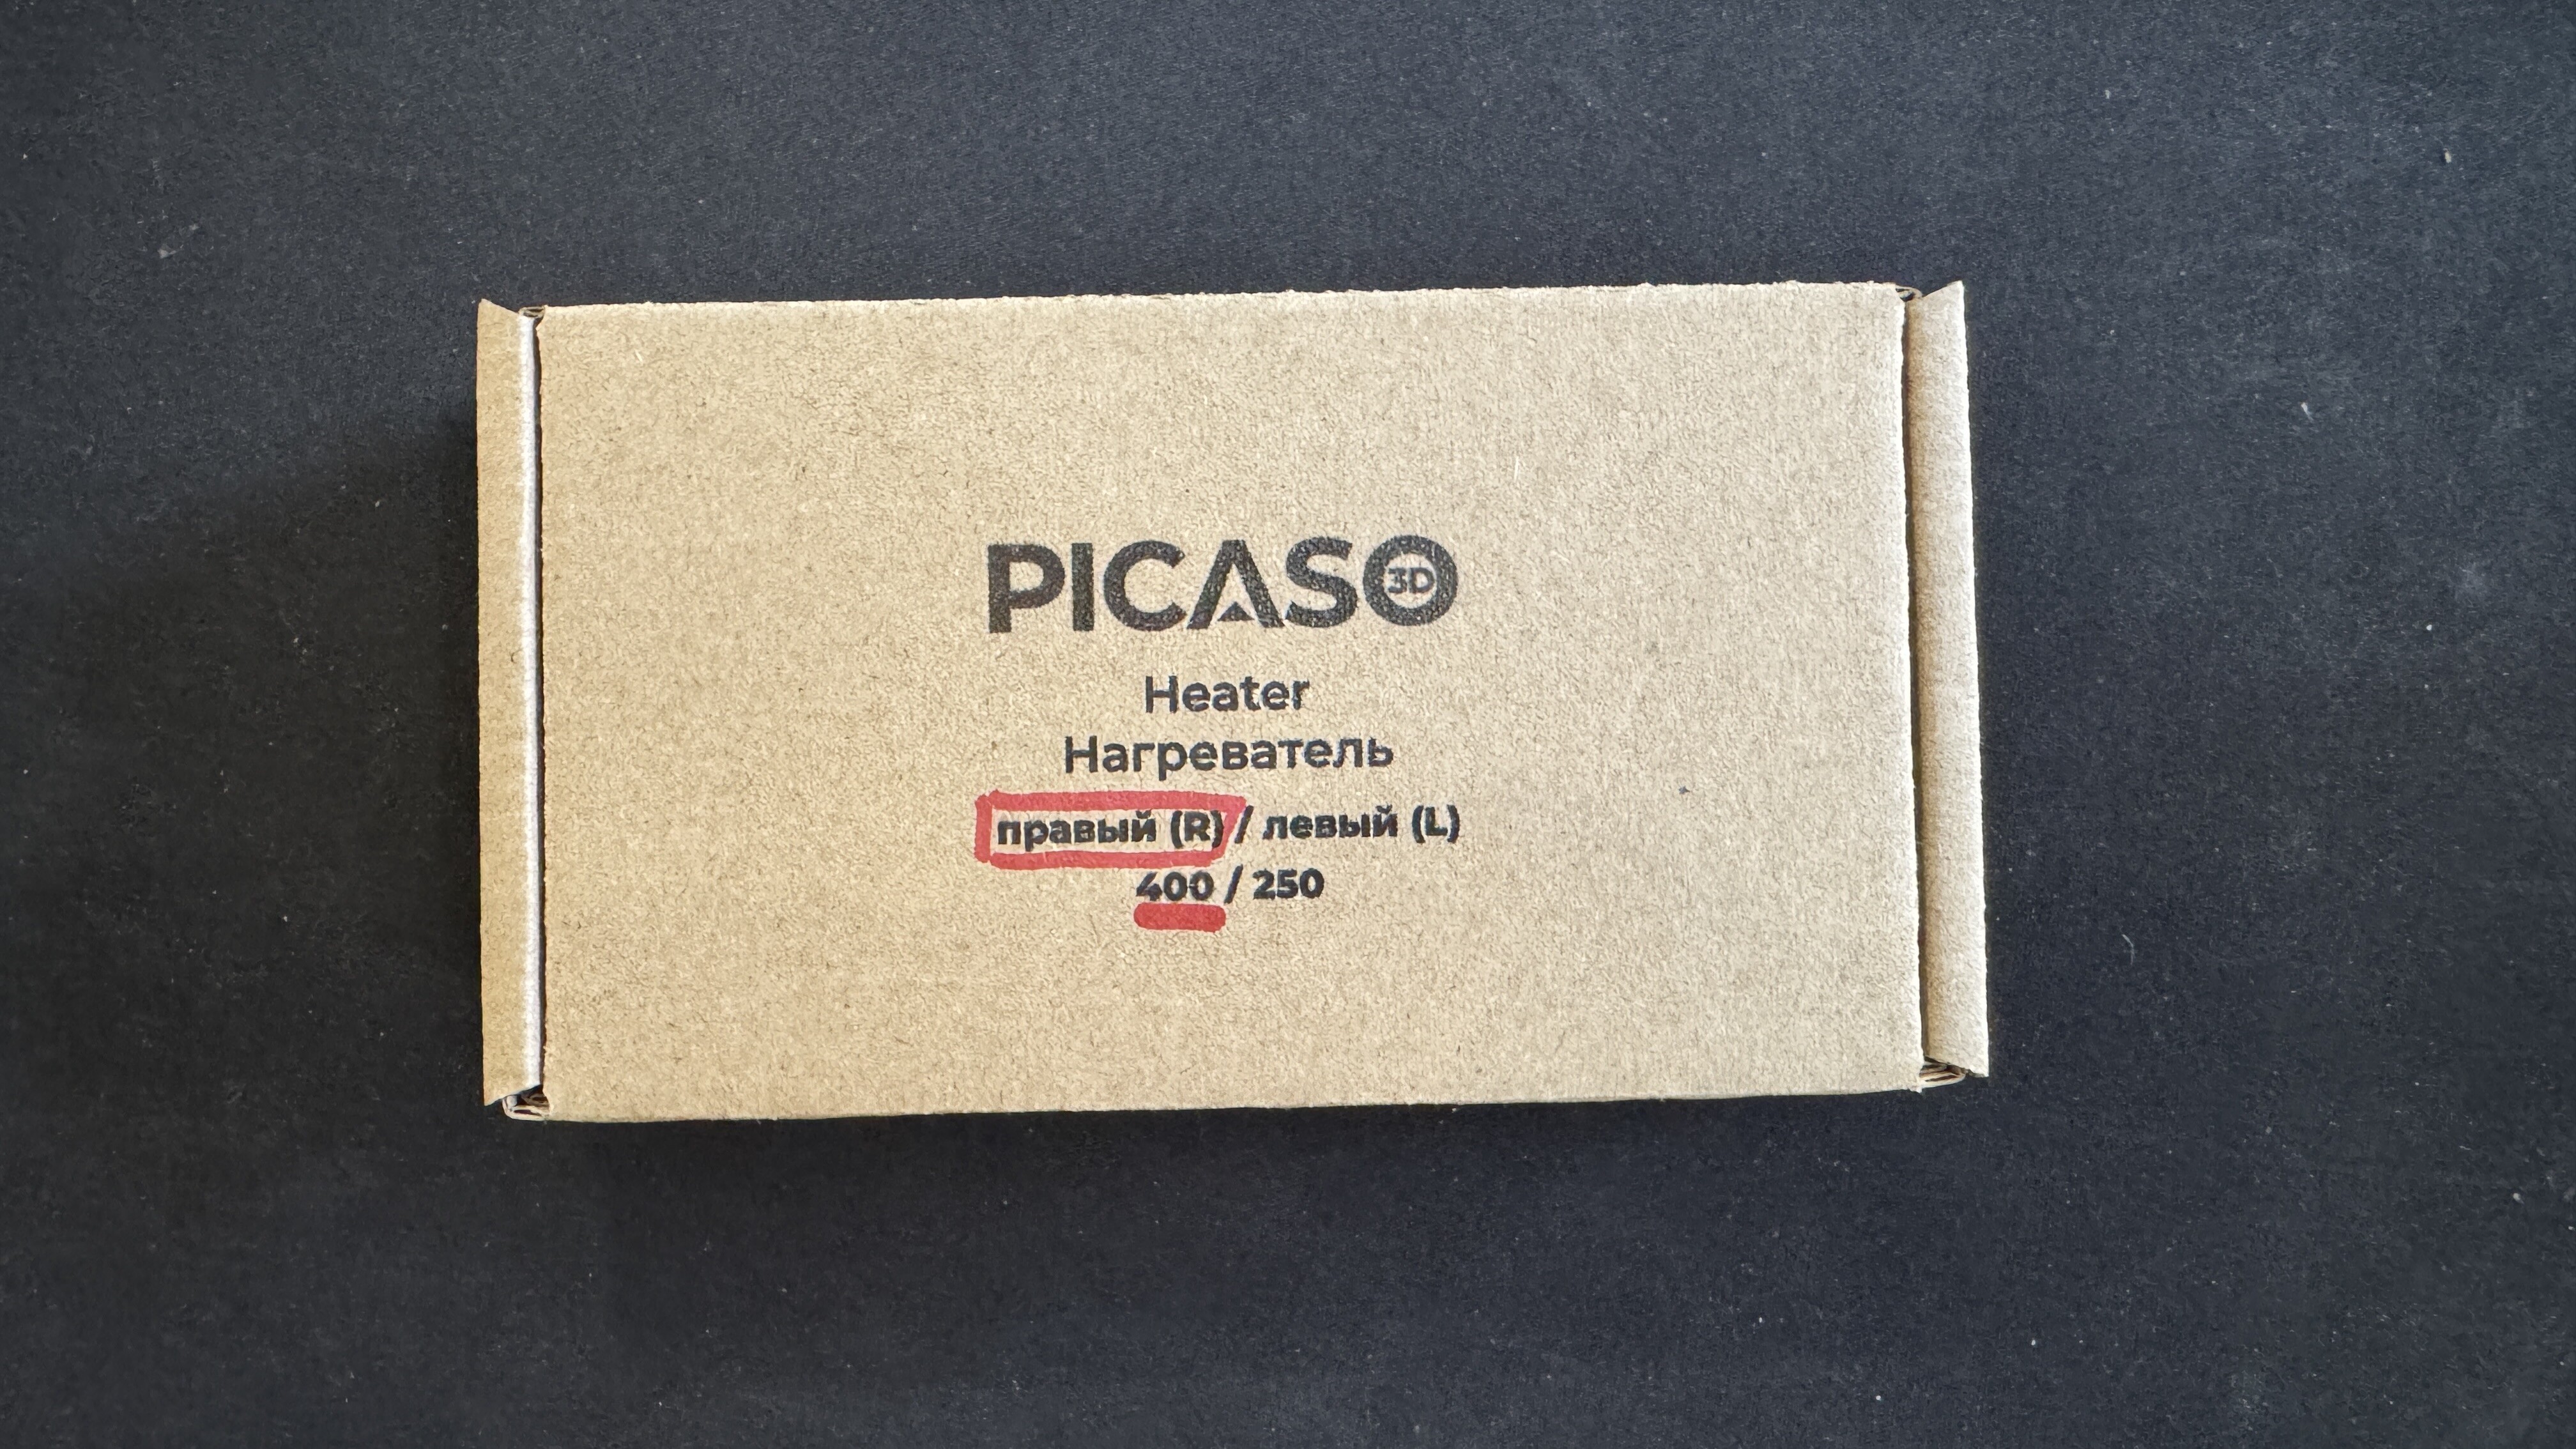 PICASO 3D
Heater
Нагреватель
правый (R) / левый (L)
400 / 250